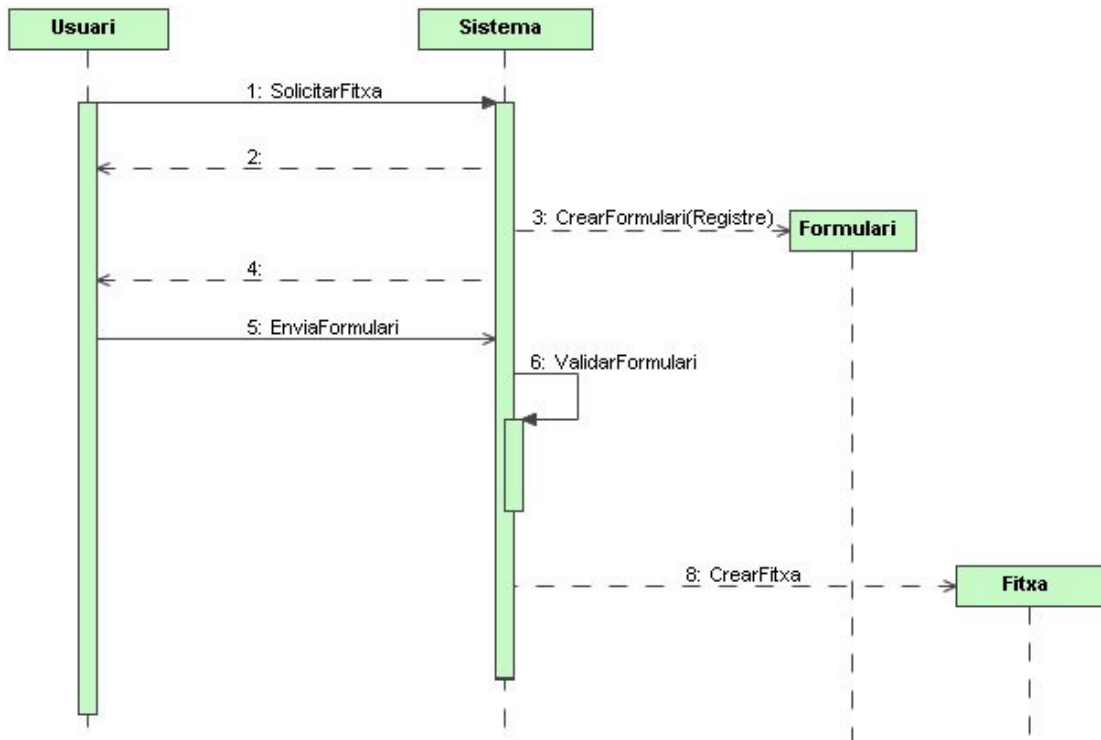 Usuari
Sistema
1: SolicitarFitxa
2:
3: CrearFormulari(Registre)
Formulari
4:
5: EnviaFormulari
6: ValidarFormulari
8: CrearFitxa
Fitxa